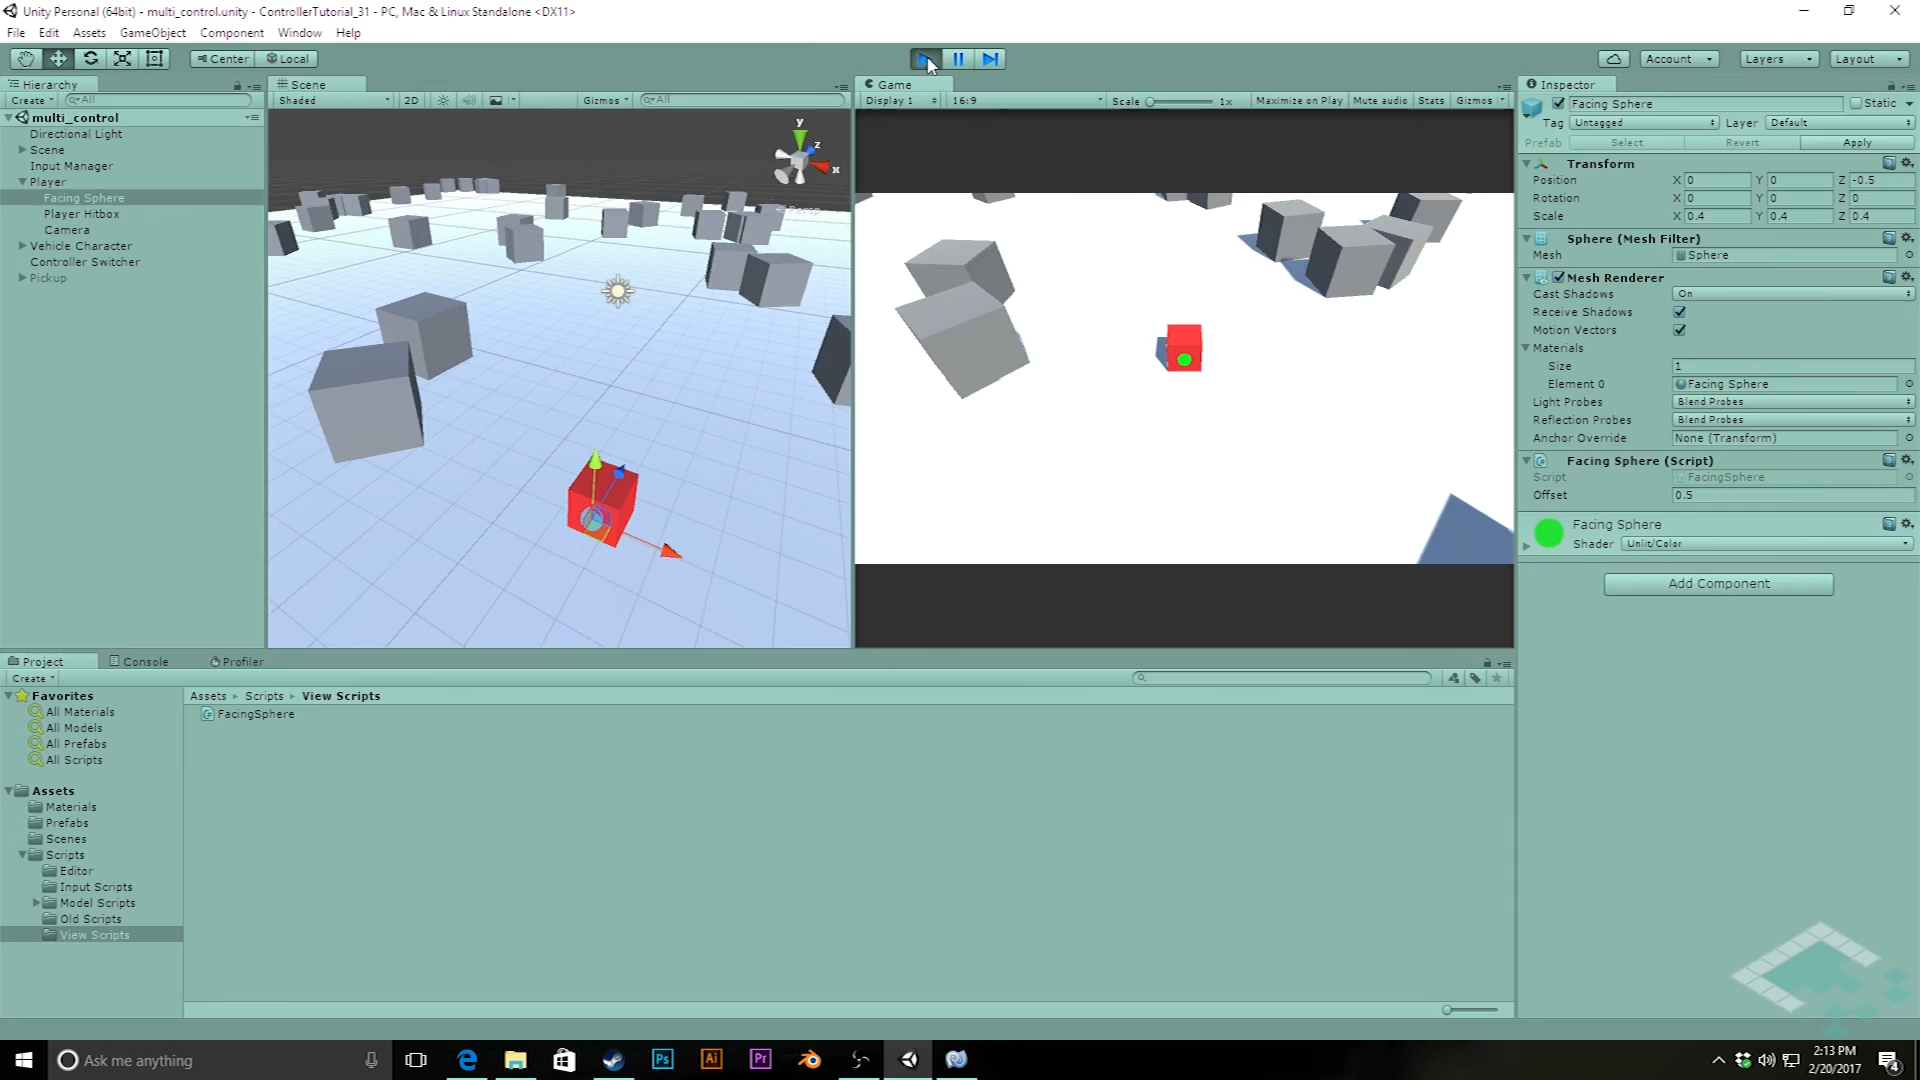 Unity Personal (64bit) - multi_control.unity - ControllerTutorial_31 - PC, Mac & Linux Standalone <DX11>
File Edit Assets GameObject Component Window Help
Center Local Account Layers Layout
Hierarchy
Create All
multi_control
Directional Light
Scene
Input Manager
Player
Facing Sphere
Player Hitbox
Camera
Vehicle Character
Controller Switcher
Pickup
Scene
Shaded 2D Gizmos All
y
z
x
Persp
Game
Display 1 16:9 Scale 1x Maximize on Play Mute audio Stats Gizmos
Inspector
Facing Sphere Static
Tag Untagged Layer Default
Prefab Select Revert Apply
Transform
Position X 0 Y 0 Z -0.5
Rotation X 0 Y 0 Z 0
Scale X 0.4 Y 0.4 Z 0.4
Sphere (Mesh Filter)
Mesh Sphere
Mesh Renderer
Cast Shadows On
Receive Shadows
Motion Vectors
Materials
Size 1
Element 0 Facing Sphere
Light Probes Blend Probes
Reflection Probes Blend Probes
Anchor Override None (Transform)
Facing Sphere (Script)
Script FacingSphere
Offset 0.5
Facing Sphere
Shader Unlit/Color
Add Component
Project Console Profiler
Create
Favorites
All Materials
All Models
All Prefabs
All Scripts
Assets
Materials
Prefabs
Scenes
Scripts
Editor
Input Scripts
Model Scripts
Old Scripts
View Scripts
Assets Scripts View Scripts
FacingSphere
Ask me anything
Ps Ai Pr
2:13 PM
2/20/2017
4